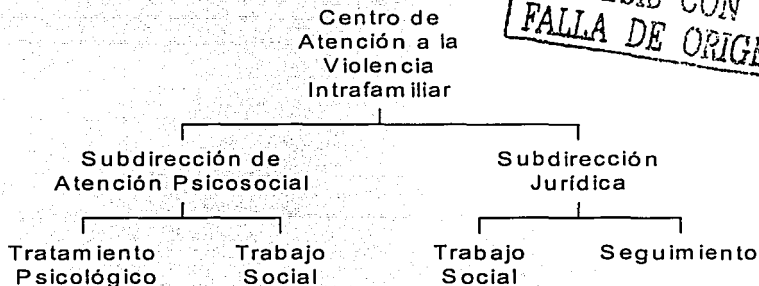 CON
FALLA DE
Centro de
Atención a la
Violencia
Intrafamiliar
Subdirección de
Atención Psicosocial
Subdirección
Jurídica
Tratamiento
Psicológico
Trabajo
Social
Trabajo
Social
Seguimiento